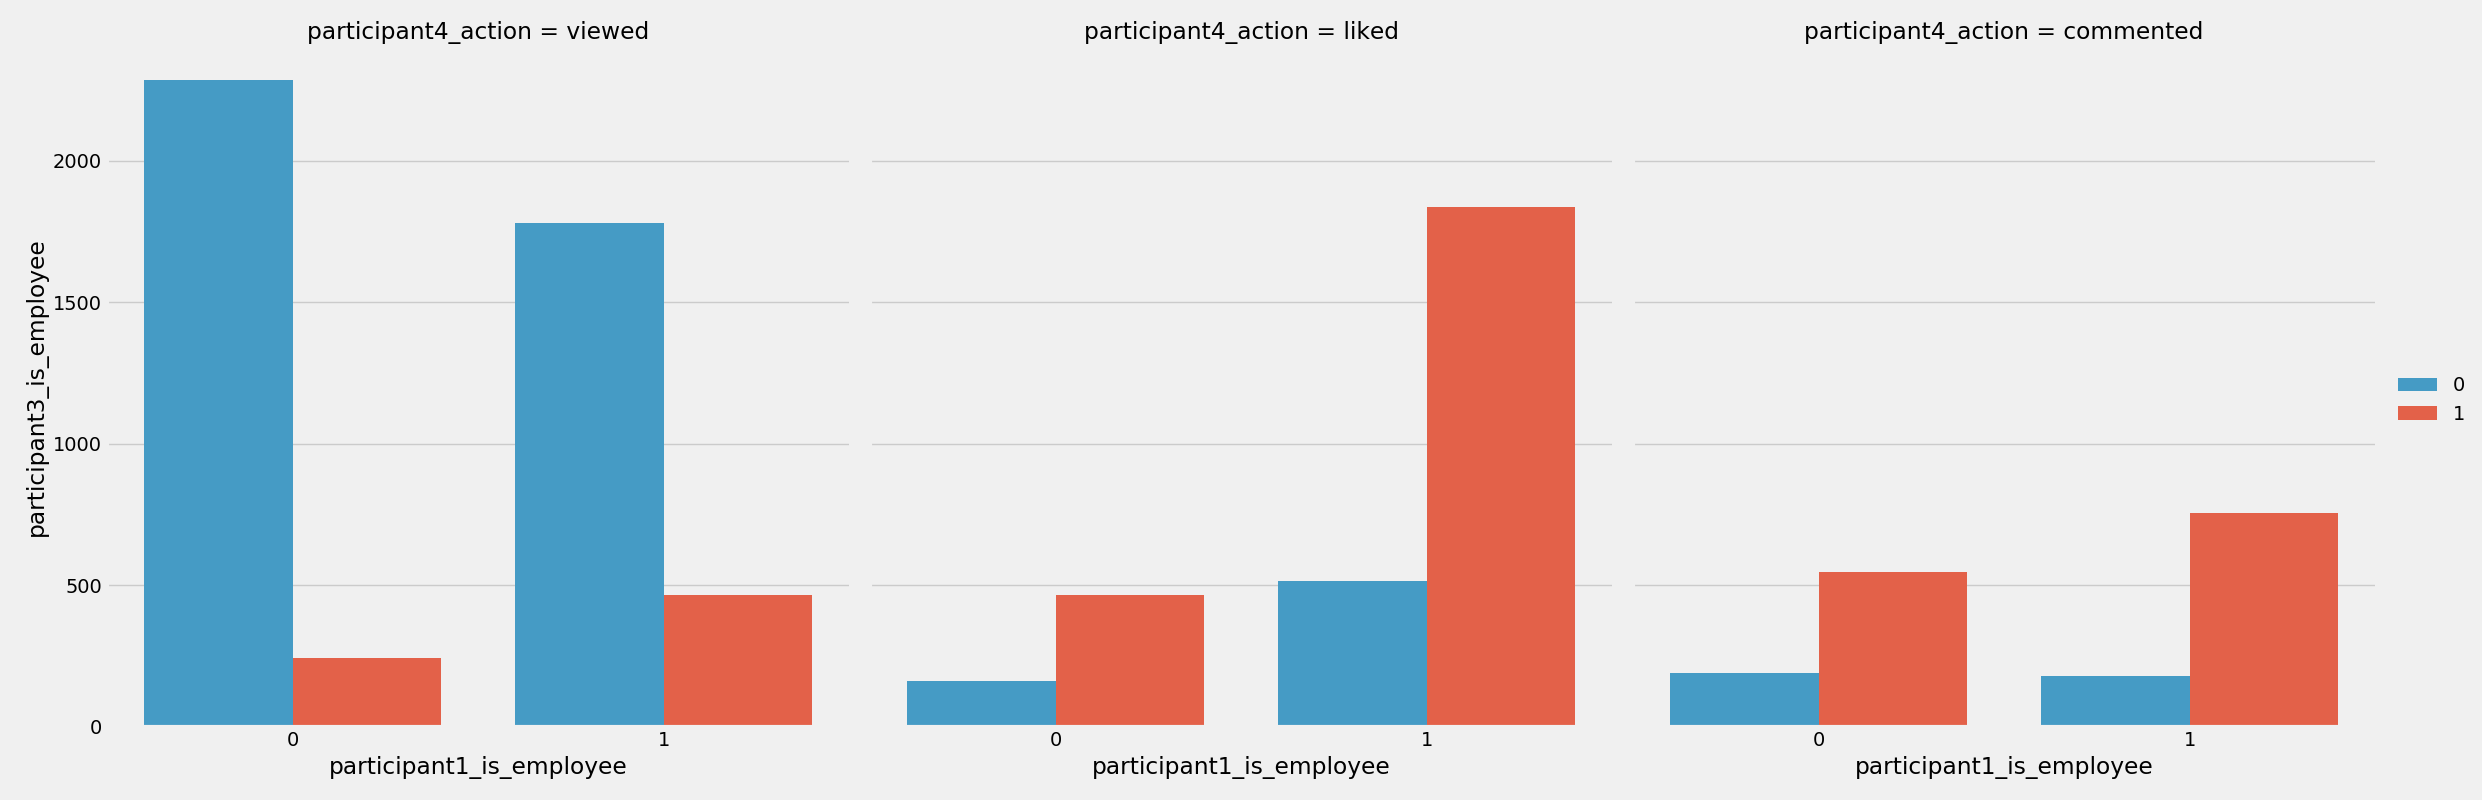 participant4_action = viewed
participant4_action = liked
participant4_action = commented
participant3_is_employee
2000
1500
1000
500
0
0 1
0 1
0 1
participant1_is_employee
participant1_is_employee
participant1_is_employee
0
1